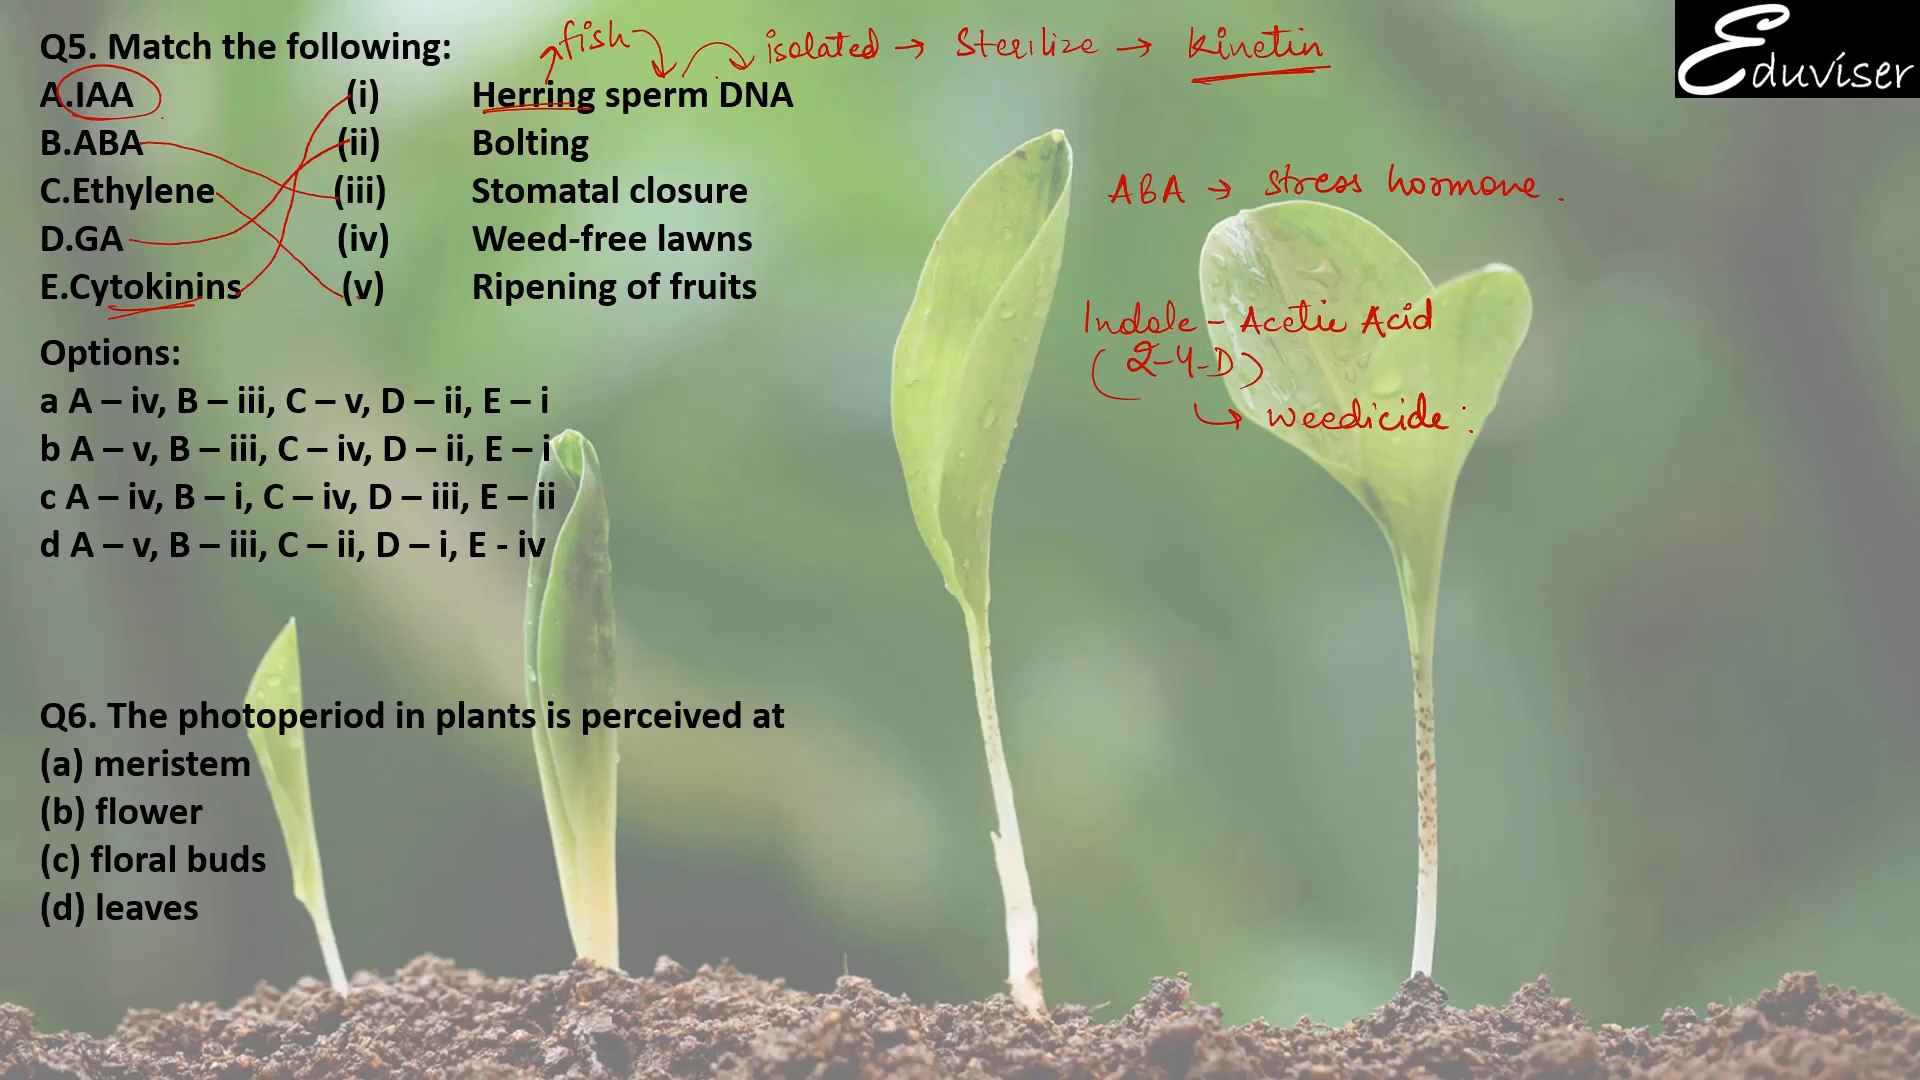 Q5. Match the following:
fish isolated → Sterilize → Kinetin
A.IAA (i) Herring sperm DNA
B.ABA (ii) Bolting
C.Ethylene (iii) Stomatal closure
D.GA (iv) Weed-free lawns
E.Cytokinins (v) Ripening of fruits
Options:
a A – iv, B – iii, C – v, D – ii, E – i
b A – v, B – iii, C – iv, D – ii, E – i
c A – iv, B – i, C – iv, D – iii, E – ii
d A – v, B – iii, C – ii, D – i, E - iv
Q6. The photoperiod in plants is perceived at
(a) meristem
(b) flower
(c) floral buds
(d) leaves
ABA → stress hormone.
Indole - Acetic Acid
(2-4-D)
↳ weedicide.
Eduviser